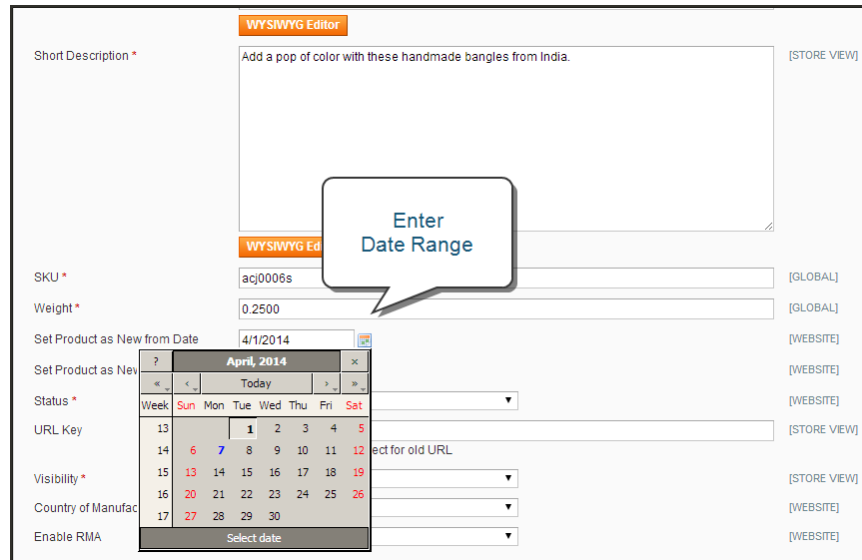 WYSIWYG Editor
Short Description *
Add a pop of color with these handmade bangles from India.
[STORE VIEW]
Enter
Date Range
WYSIWYG Ed
SKU *
acj0006s
[GLOBAL]
Weight *
0.2500
[GLOBAL]
Set Product as New from Date
4/1/2014
[WEBSITE]
Set Product as New
[WEBSITE]
? April, 2014 ×
« ‹ Today › »
Week Sun Mon Tue Wed Thu Fri Sat
13 1 2 3 4 5
14 6 7 8 9 10 11 12
15 13 14 15 16 17 18 19
16 20 21 22 23 24 25 26
17 27 28 29 30
Select date
Status *
[WEBSITE]
URL Key
[STORE VIEW]
ect for old URL
Visibility *
[STORE VIEW]
Country of Manufac
[WEBSITE]
Enable RMA
[WEBSITE]